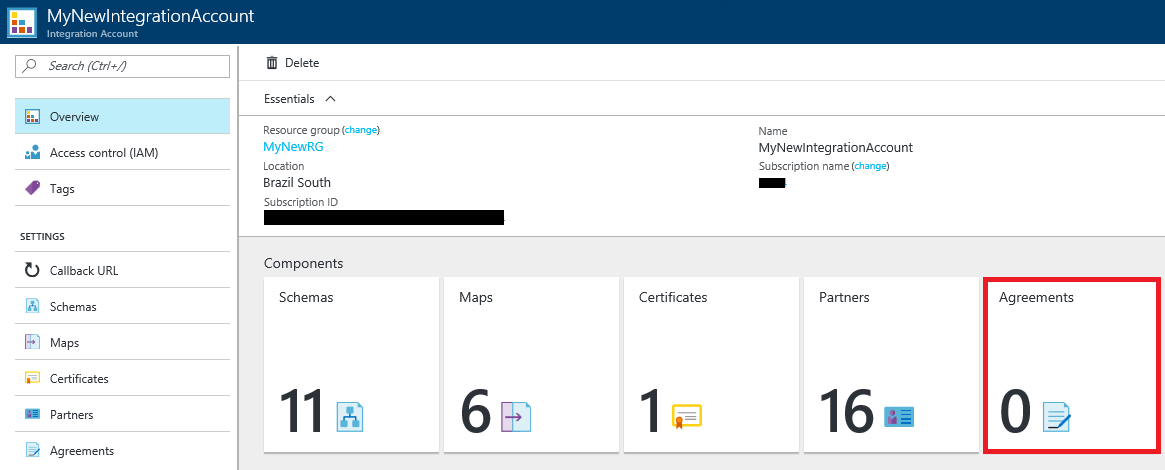 MyNewIntegrationAccount
Integration Account
Search (Ctrl+/)
Overview
Access control (IAM)
Tags
SETTINGS
Callback URL
Schemas
Maps
Certificates
Partners
Agreements
Delete
Essentials
Resource group (change)
MyNewRG
Location
Brazil South
Subscription ID
Name
MyNewIntegrationAccount
Subscription name (change)
Components
Schemas
11
Maps
6
Certificates
1
Partners
16
Agreements
0